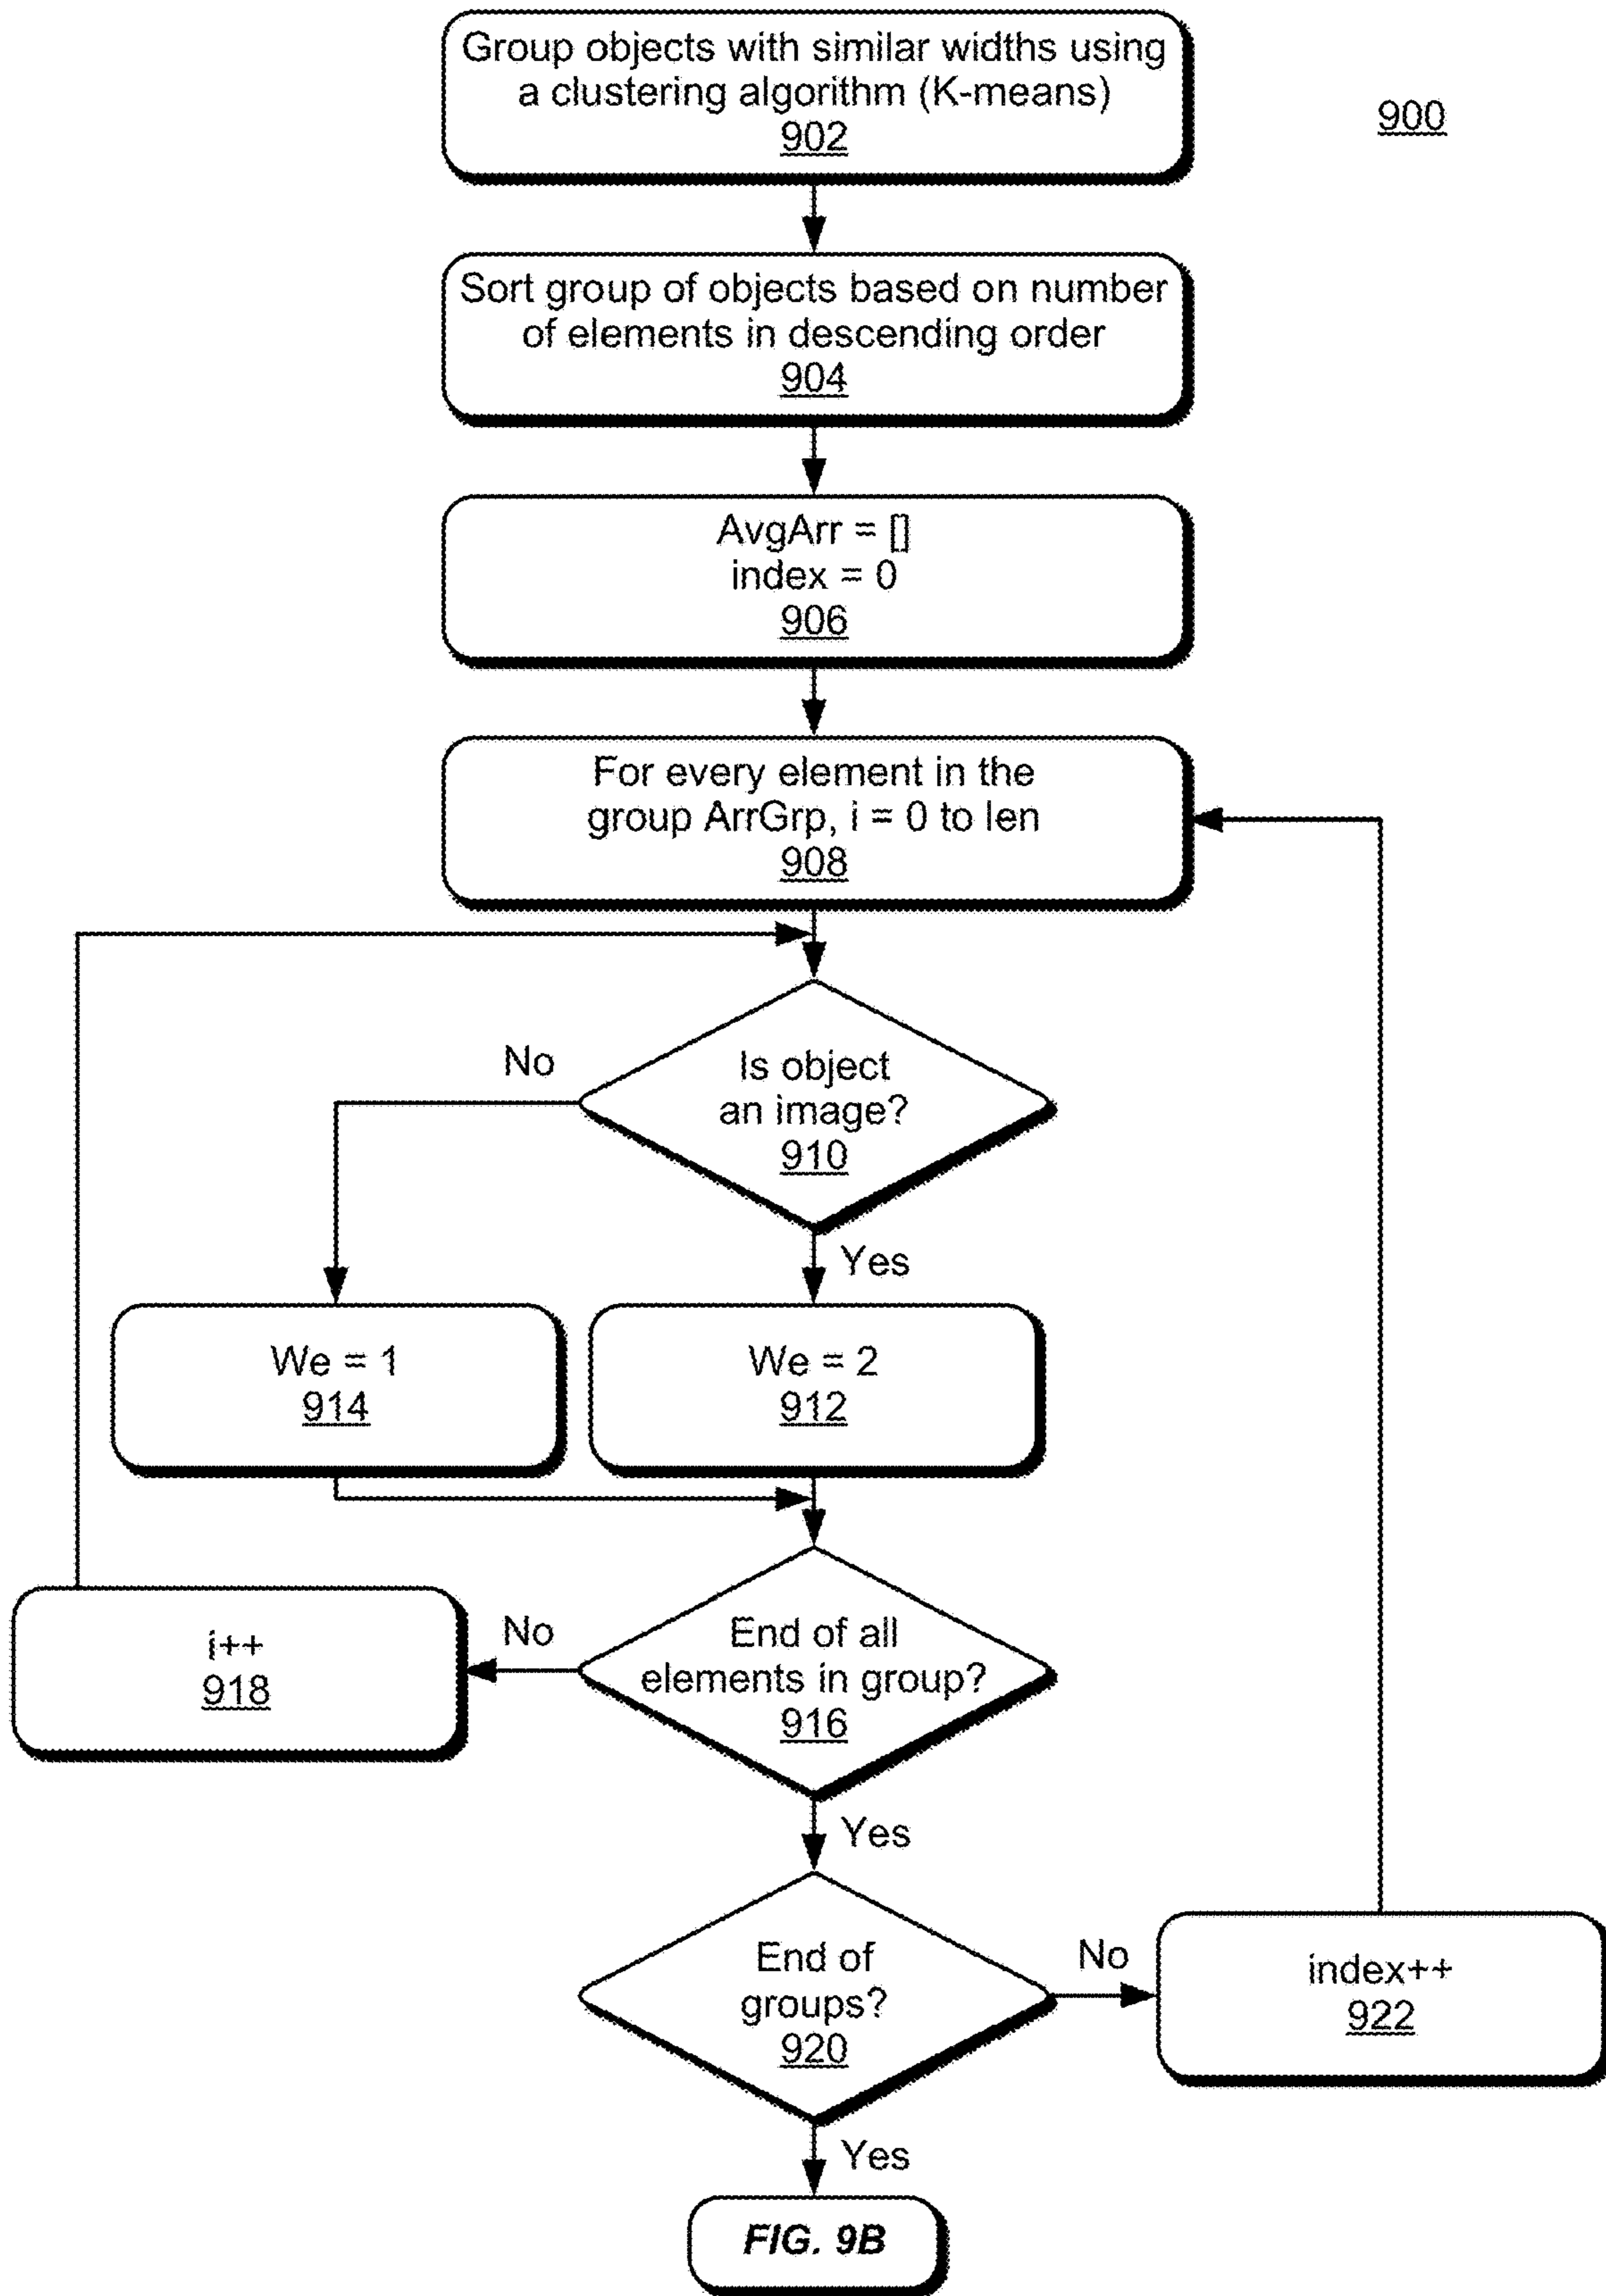 Group objects with similar widths using
a clustering algorithm (K-means)
902
900
Sort group of objects based on number
of elements in descending order
904
AvgArr = []
index = 0
906
For every element in the
group ArrGrp, i = 0 to len
908
No
Is object
an image?
910
Yes
We = 1
914
We = 2
912
i++
918
No
End of all
elements in group?
916
Yes
End of
groups?
920
No
index++
922
Yes
FIG. 9B